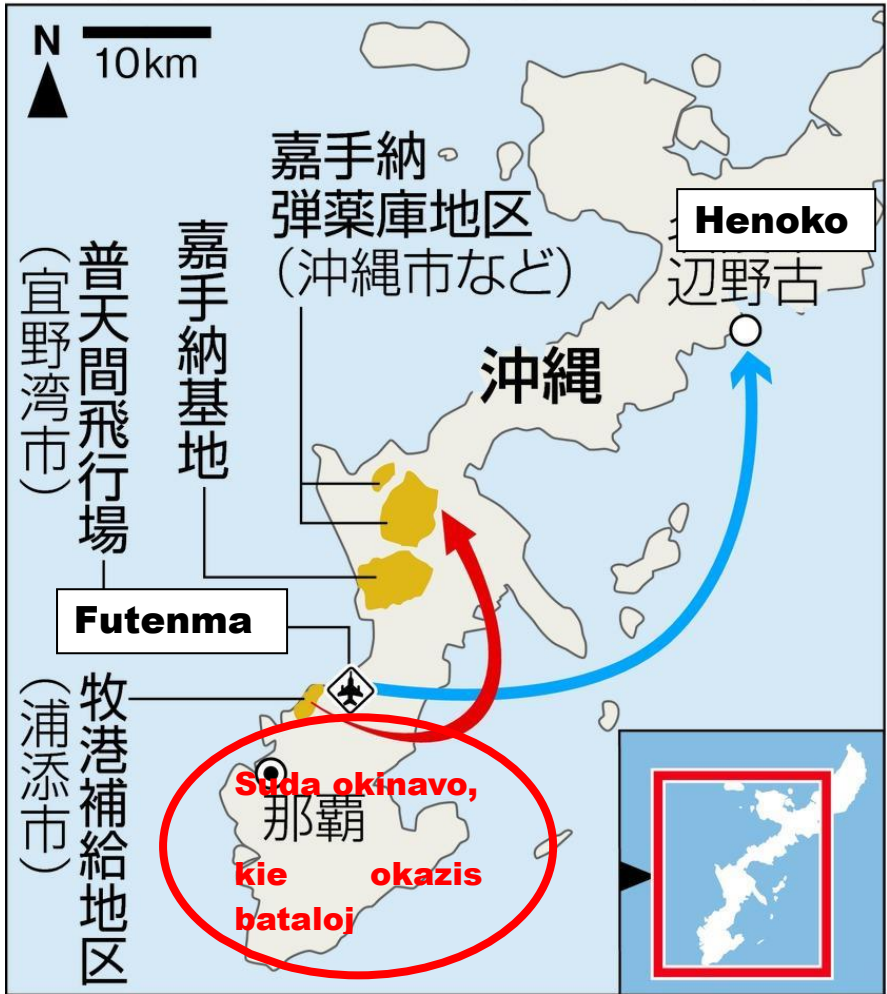 N
10km
嘉手納
弾薬庫地区
(沖縄市など)
Henoko
辺野古
嘉手納基地
普天間飛行場
(宜野湾市)
沖縄
Futenma
牧港補給地区
(浦添市)
Suda okinavo,
那覇
kie okazis
bataloj